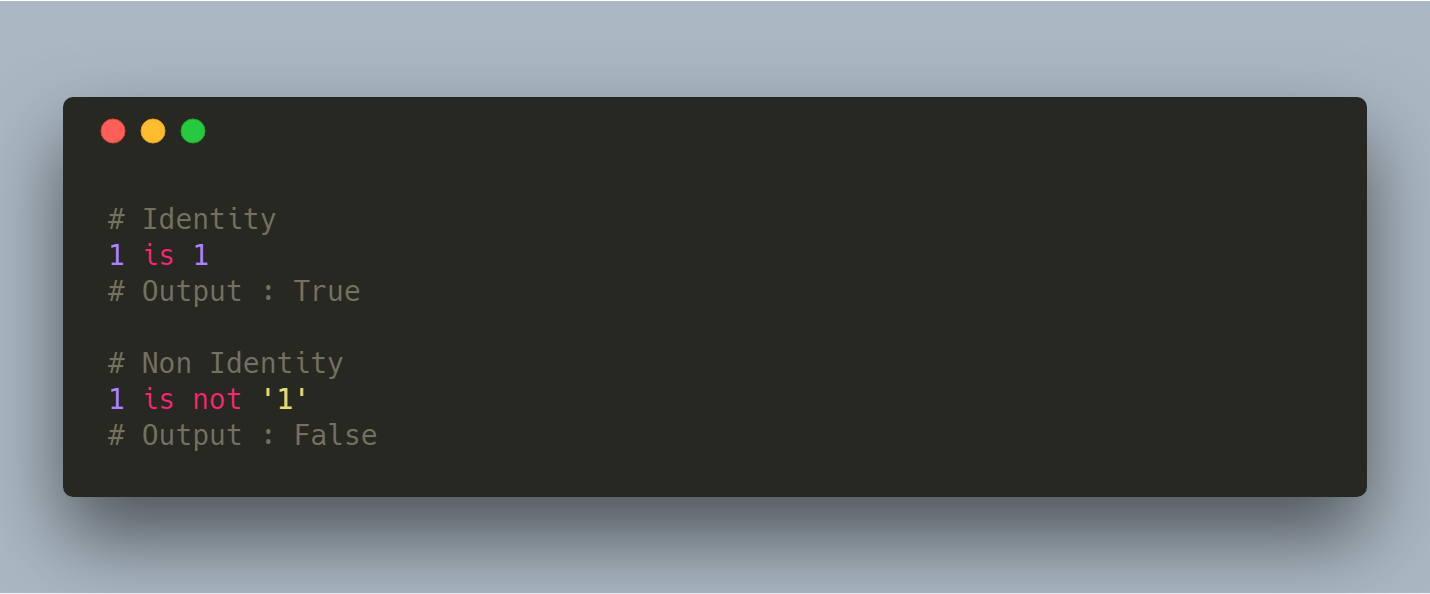 # Identity
1 is 1
# Output : True
# Non Identity
1 is not '1'
# Output : False